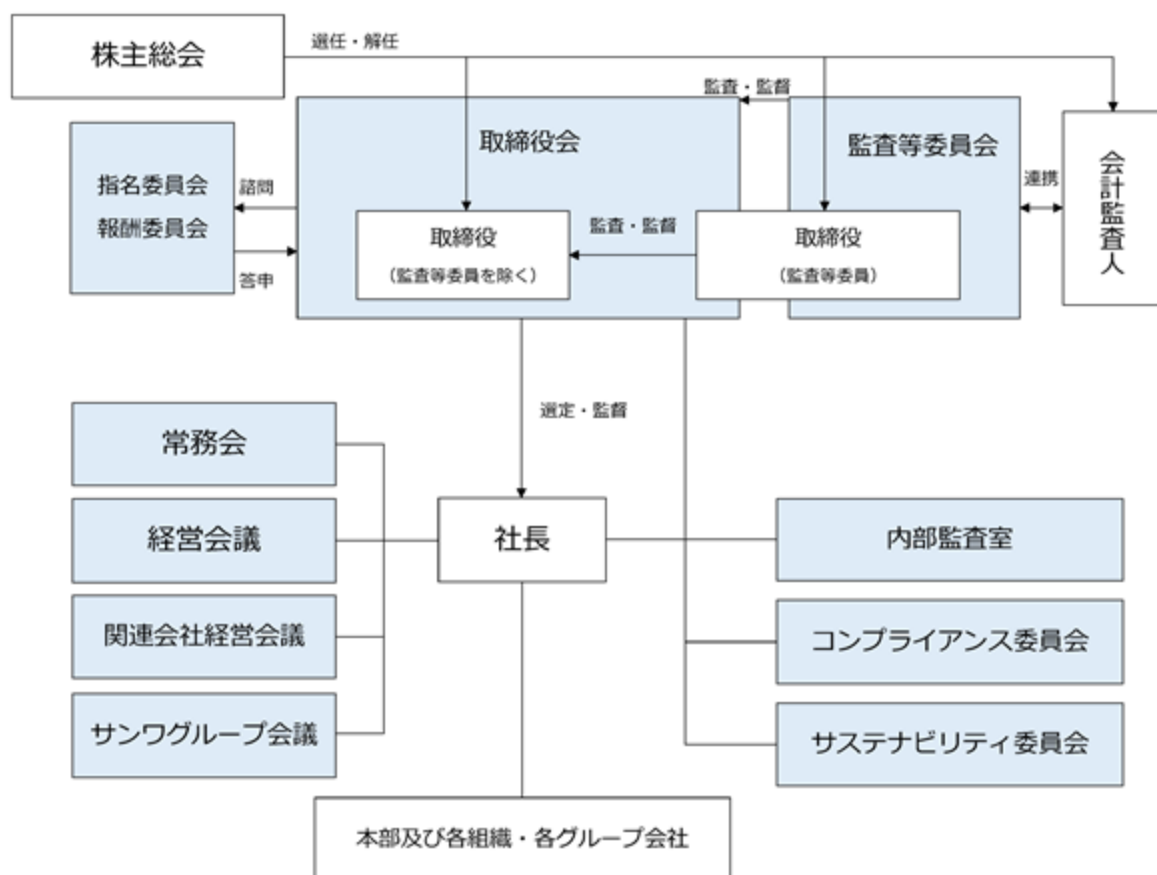 株主総会
選任・解任
監査・監督
取締役会
監査等委員会
指名委員会
報酬委員会
諮問
答申
連携
会計監査人
取締役
（監査等委員を除く）
監査・監督
取締役
（監査等委員）
選定・監督
常務会
経営会議
関連会社経営会議
サンワグループ会議
社長
内部監査室
コンプライアンス委員会
サステナビリティ委員会
本部及び各組織・各グループ会社